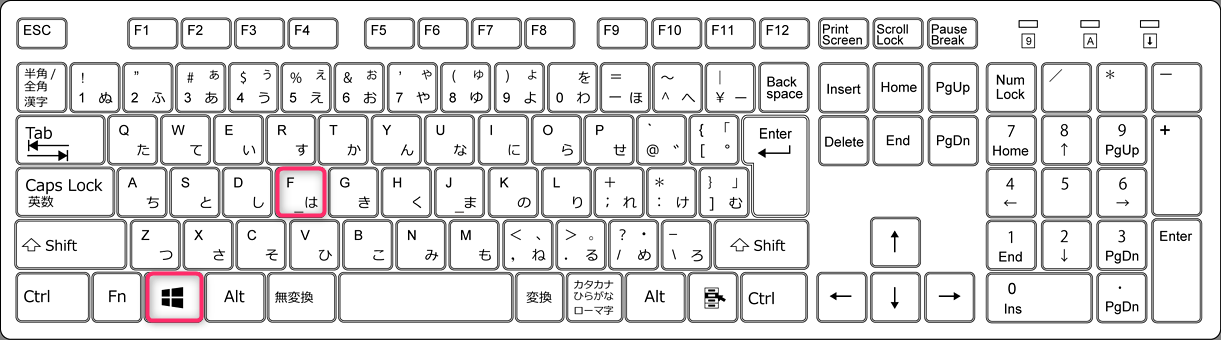 ESC F1 F2 F3 F4 F5 F6 F7 F8 F9 F10 F11 F12 Print Screen Scroll Lock Pause Break 9 A
半角/全角 漢字 ! 1 ぬ " 2 ふ # ぁ 3 あ $ ぅ 4 う % ぇ 5 え & ぉ 6 お ' ゃ 7 や ( ゅ 8 ゆ ) ょ 9 よ を 0 わ = ー ほ ～ ^ へ | ¥ ー Back space Insert Home PgUp Num Lock ／ ＊ ー
Tab Q た W て E い R す T か Y ん U な I に O ら P せ ` @ ゛ { 「 [ ° Enter Delete End PgDn 7 Home 8 ↑ 9 PgUp +
Caps Lock 英数 A ち S と D し F _は G き H く J _ま K の L り + ; れ * : け } 」 ] む 4 ← 5 6 →
⇧ Shift Z つ X さ C そ V ひ B こ N み M も < 、 , ね > 。 . る ? ・ / め _ \ ろ ⇧ Shift ↑ 1 End 2 ↓ 3 PgDn Enter
Ctrl Fn Alt 無変換 変換 カタカナ ひらがな ローマ字 Alt Ctrl ← ↓ → 0 Ins . PgDn